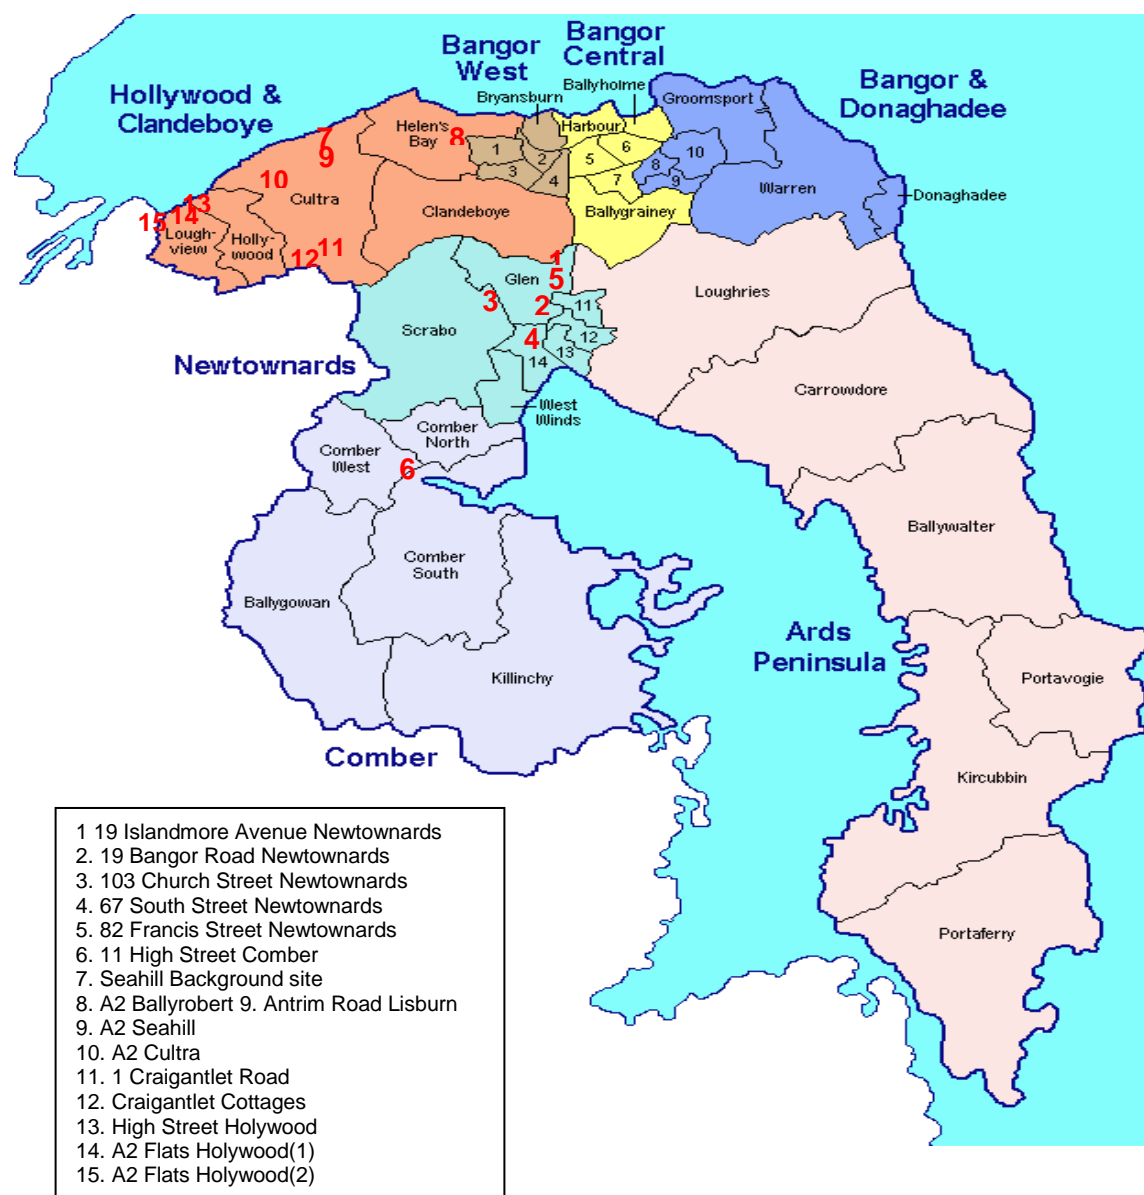 Bangor
West
Bangor
Central
Bangor &
Donaghadee
Hollywood &
Clandeboye
Bryansburn
Ballyholme
Groomsport
Helen's
Bay
8
Harbour
7
9
1
2
3
4
5
6
7
8
9
10
10
Cultra
Warren
Donaghadee
13
14
15
Lough-
view
Holly-
wood
Clandeboye
Ballygrainey
12
11
1
5
Glen
3
2
4
11
12
13
14
Loughries
Scrabo
Newtownards
Carrowdore
West
Winds
Comber
North
Comber
West
6
Ballywalter
Comber
South
Ballygowan
Ards
Peninsula
Killinchy
Portavogie
Comber
Kircubbin
Portaferry
1 19 Islandmore Avenue Newtownards
2. 19 Bangor Road Newtownards
3. 103 Church Street Newtownards
4. 67 South Street Newtownards
5. 82 Francis Street Newtownards
6. 11 High Street Comber
7. Seahill Background site
8. A2 Ballyrobert 9. Antrim Road Lisburn
9. A2 Seahill
10. A2 Cultra
11. 1 Craigantlet Road
12. Craigantlet Cottages
13. High Street Holywood
14. A2 Flats Holywood(1)
15. A2 Flats Holywood(2)